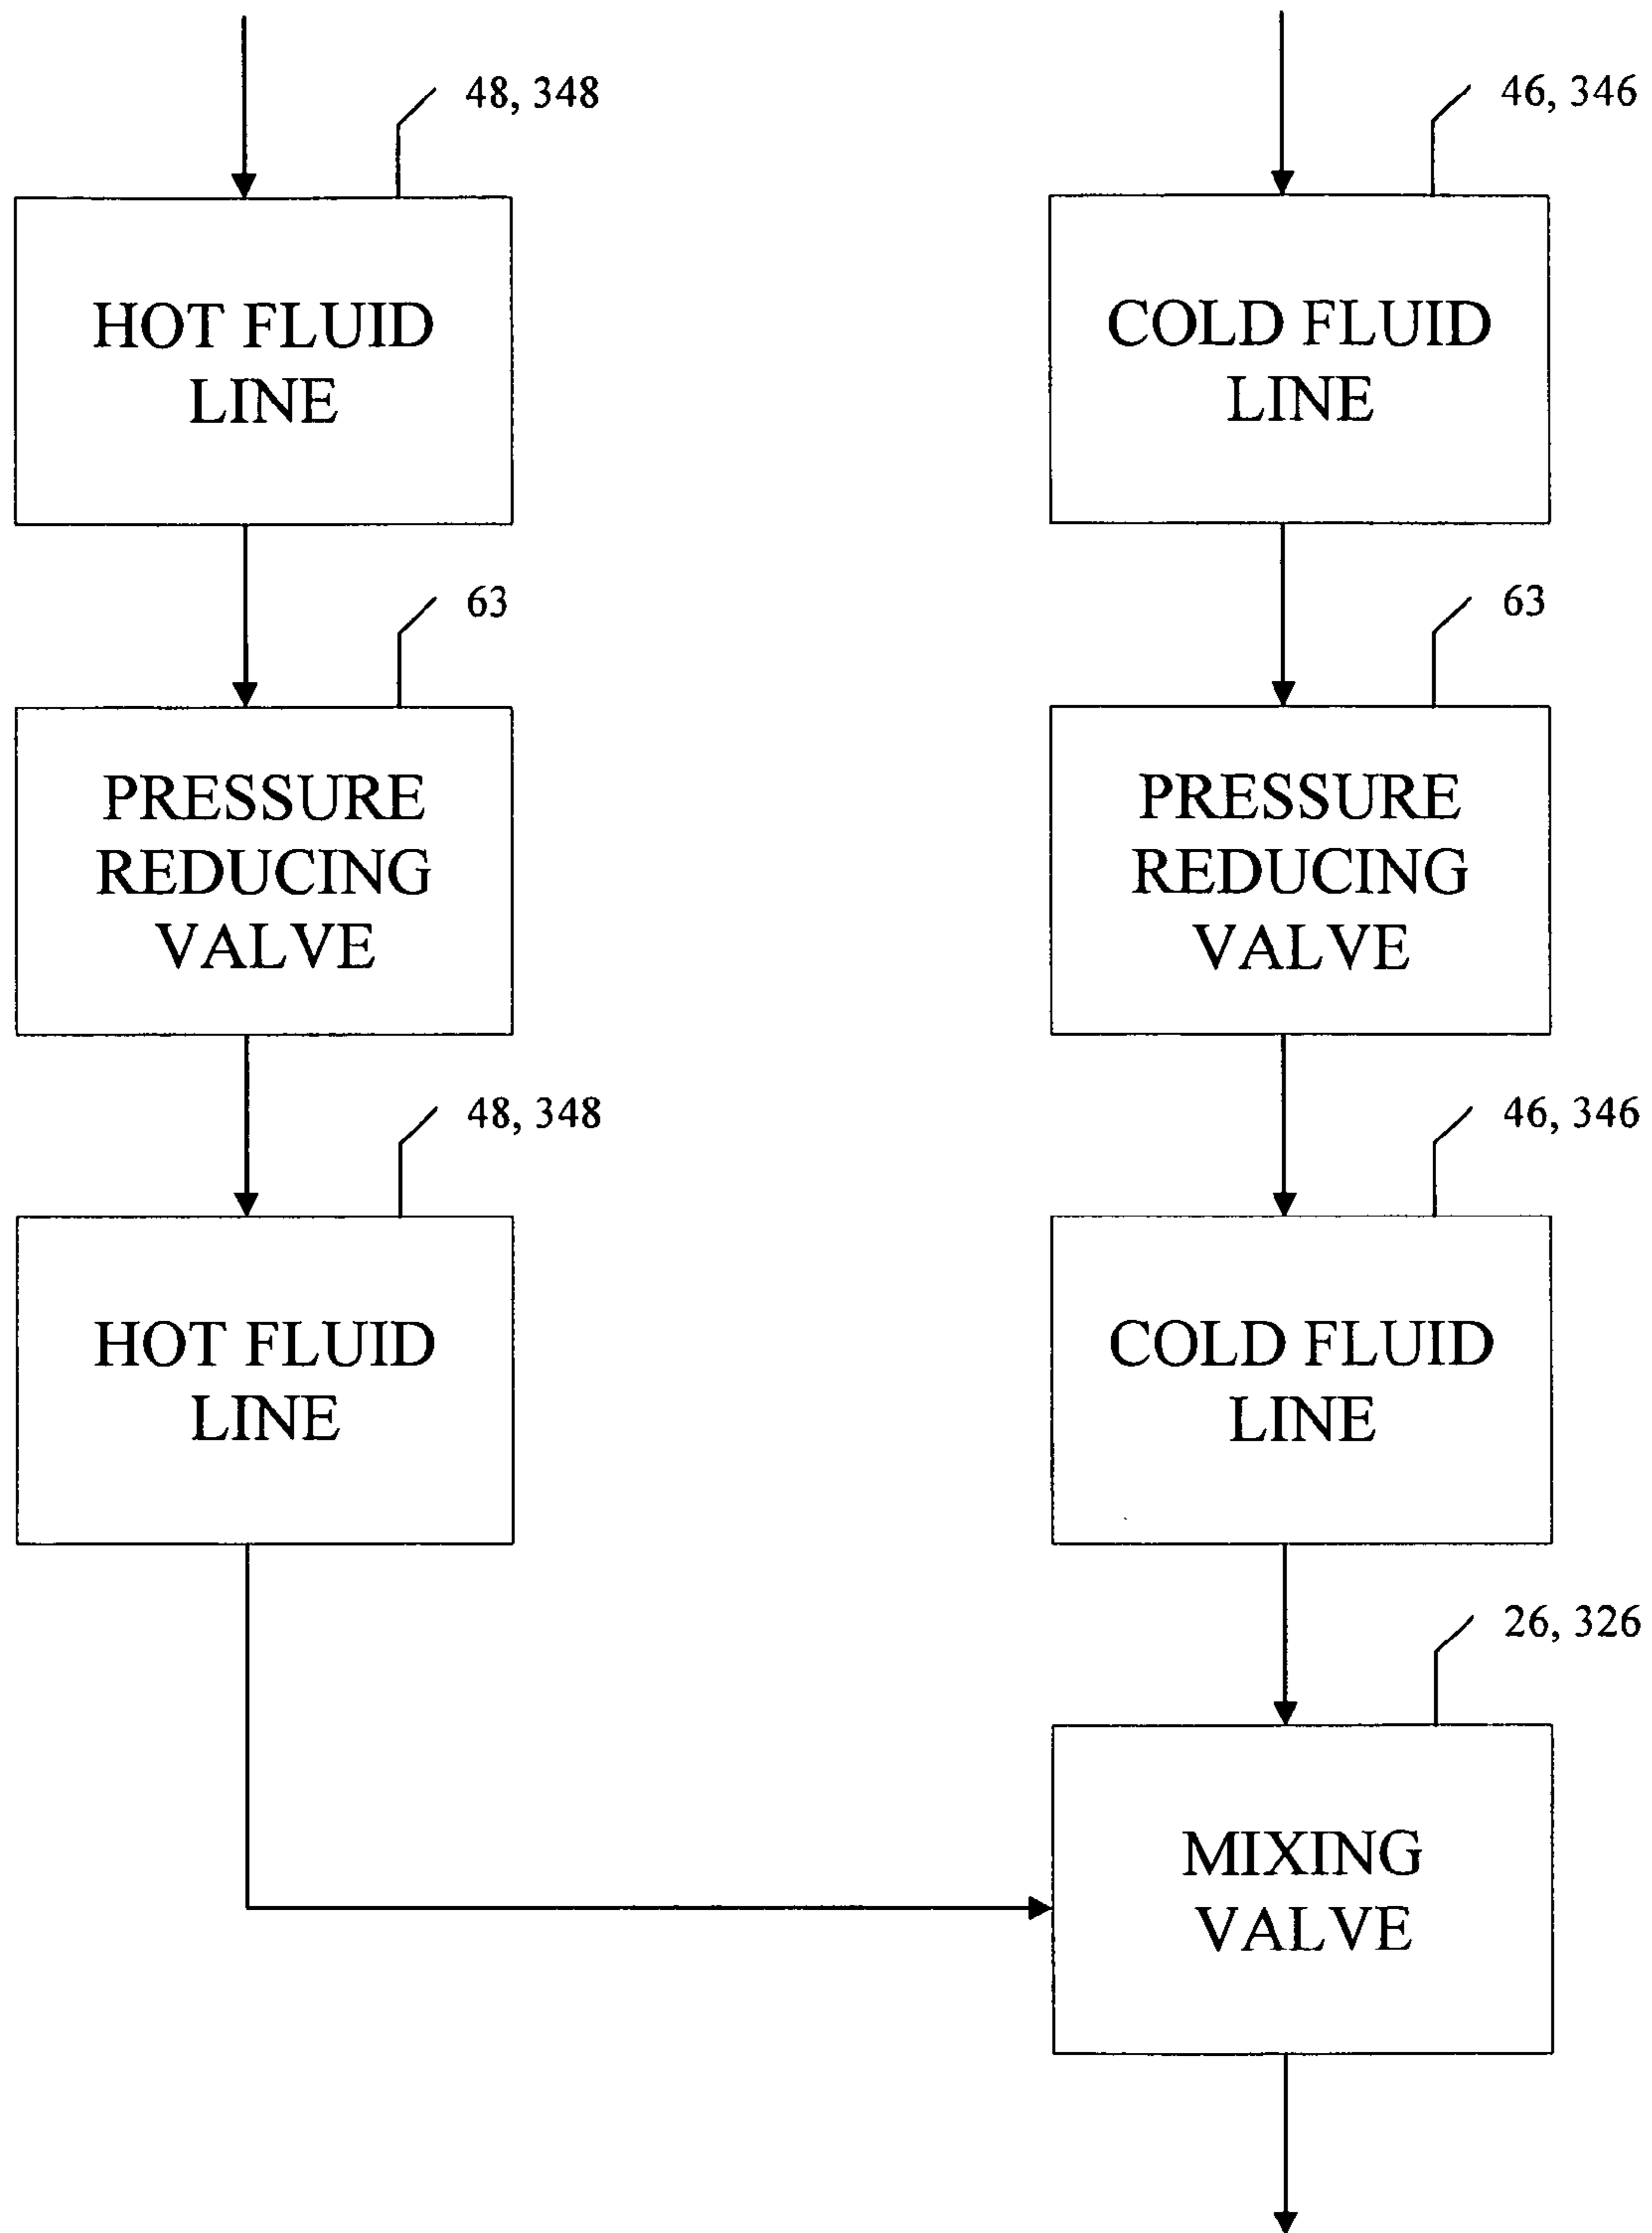 48, 348
HOT FLUID
LINE
63
PRESSURE
REDUCING
VALVE
48, 348
HOT FLUID
LINE
46, 346
COLD FLUID
LINE
63
PRESSURE
REDUCING
VALVE
46, 346
COLD FLUID
LINE
26, 326
MIXING
VALVE